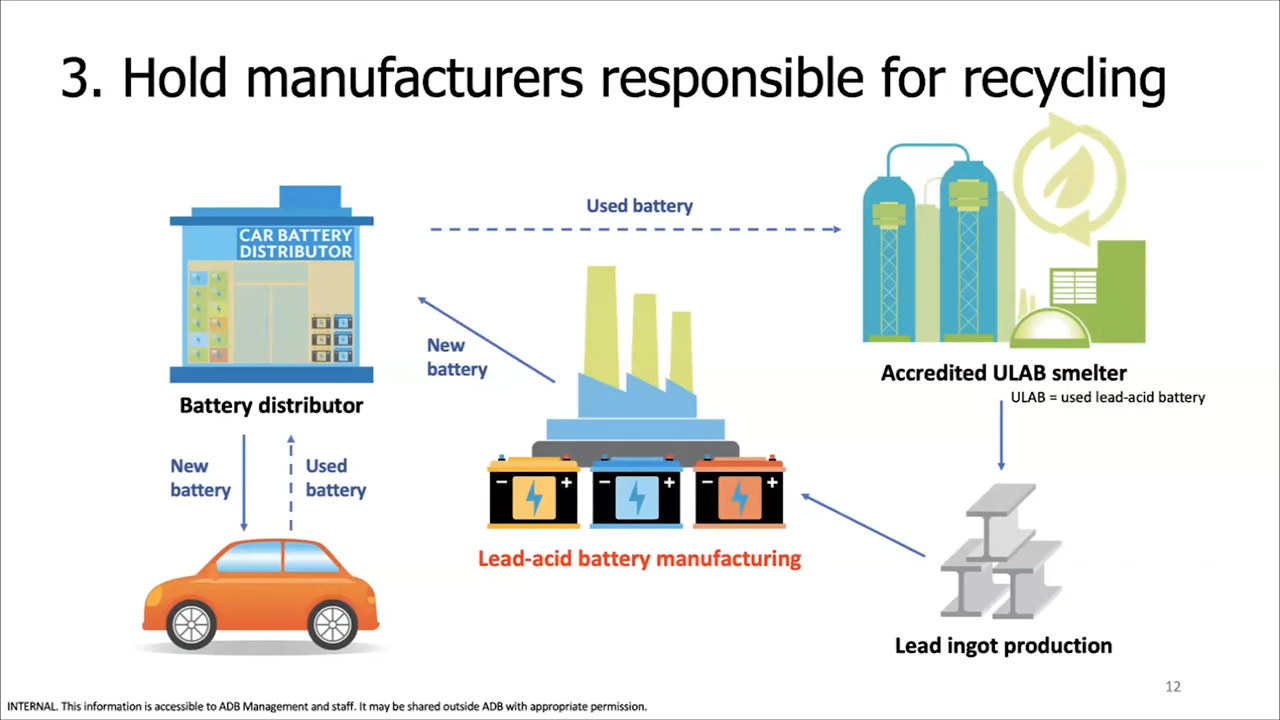 3. Hold manufacturers responsible for recycling
Used battery
CAR BATTERY
DISTRIBUTOR
New
battery
Accredited ULAB smelter
ULAB = used lead-acid battery
Battery distributor
New
battery
Used
battery
Lead-acid battery manufacturing
Lead ingot production
12
INTERNAL. This information is accessible to ADB Management and staff. It may be shared outside ADB with appropriate permission.